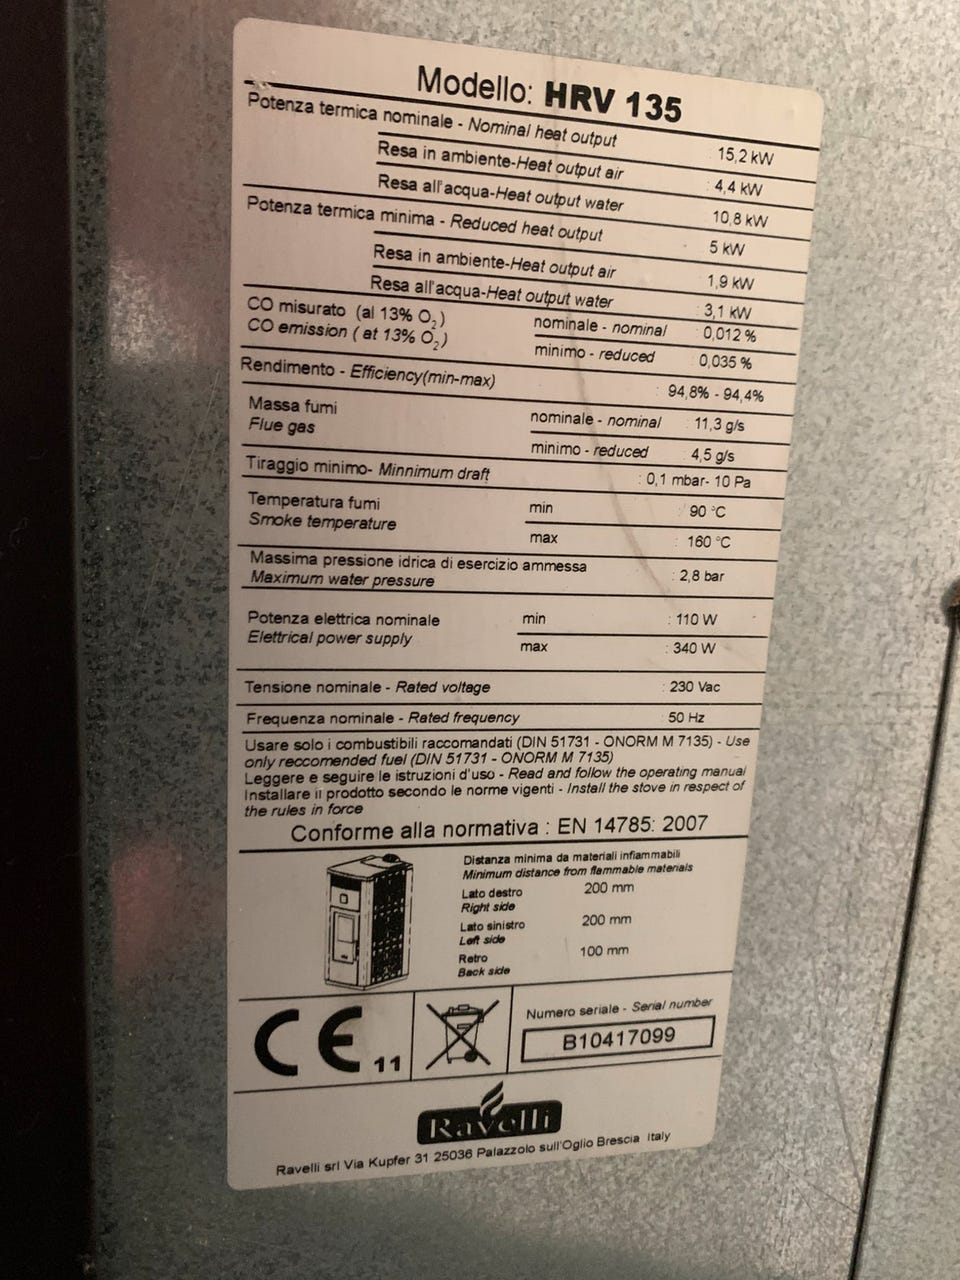 Modello: HRV 135
Potenza termica nominale - Nominal heat output : 15,2 kW
Resa in ambiente-Heat output air : 4,4 kW
Resa all'acqua-Heat output water : 10,8 kW
Potenza termica minima - Reduced heat output : 5 kW
Resa in ambiente-Heat output air : 1,9 kW
Resa all'acqua-Heat output water : 3,1 kW
CO misurato (al 13% O2)
CO emission ( at 13% O2)
nominale - nominal : 0,012 %
minimo - reduced : 0,035 %
Rendimento - Efficiency(min-max) : 94,8% - 94,4%
Massa fumi
Flue gas
nominale - nominal : 11,3 g/s
minimo - reduced : 4,5 g/s
Tiraggio minimo- Minnimum draft : 0,1 mbar- 10 Pa
Temperatura fumi
Smoke temperature
min : 90 °C
max : 160 °C
Massima pressione idrica di esercizio ammessa
Maximum water pressure : 2,8 bar
Potenza elettrica nominale
Elettrical power supply
min : 110 W
max : 340 W
Tensione nominale - Rated voltage : 230 Vac
Frequenza nominale - Rated frequency : 50 Hz
Usare solo i combustibili raccomandati (DIN 51731 - ONORM M 7135) - Use
only reccomended fuel (DIN 51731 - ONORM M 7135)
Leggere e seguire le istruzioni d'uso - Read and follow the operating manual
Installare il prodotto secondo le norme vigenti - Install the stove in respect of
the rules in force
Conforme alla normativa : EN 14785: 2007
Distanza minima da materiali infiammabili
Minimum distance from flammable materials
Lato destro 200 mm
Right side
Lato sinistro 200 mm
Left side
Retro 100 mm
Back side
CE 11
Numero seriale - Serial number
B10417099
Ravelli
Ravelli srl Via Kupfer 31 25036 Palazzolo sull'Oglio Brescia Italy